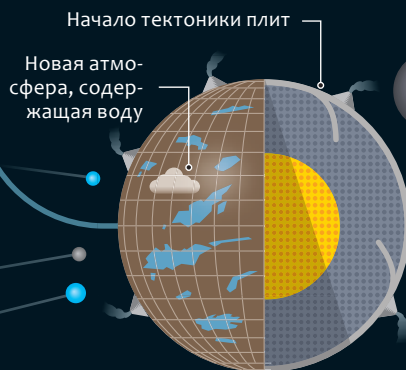 Начало тектоники плит
Новая атмо-
сфера, содер-
жащая воду